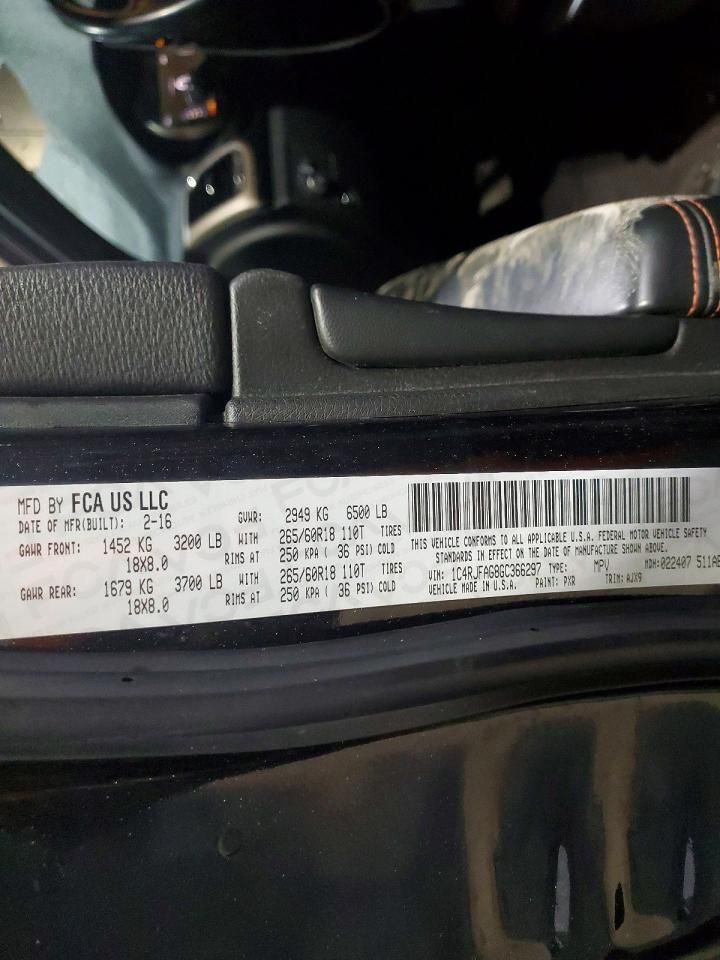 MFD BY FCA US LLC
DATE OF MFR(BUILT): 2-16 GVWR: 2949 KG 6500 LB
GAWR FRONT: 1452 KG 3200 LB WITH 265/60R18 110T TIRES
18X8.0 RIMS AT 250 KPA ( 36 PSI) COLD
GAWR REAR: 1679 KG 3700 LB WITH 265/60R18 110T TIRES
18X8.0 RIMS AT 250 KPA ( 36 PSI) COLD
THIS VEHICLE CONFORMS TO ALL APPLICABLE U.S.A. FEDERAL MOTOR VEHICLE SAFETY
STANDARDS IN EFFECT ON THE DATE OF MANUFACTURE SHOWN ABOVE.
VIN: 1C4RJFAG8GC366297 TYPE: MPV MDH:022407 511AE
VEHICLE MADE IN U.S.A. PAINT: PXR TRIM: AJX9